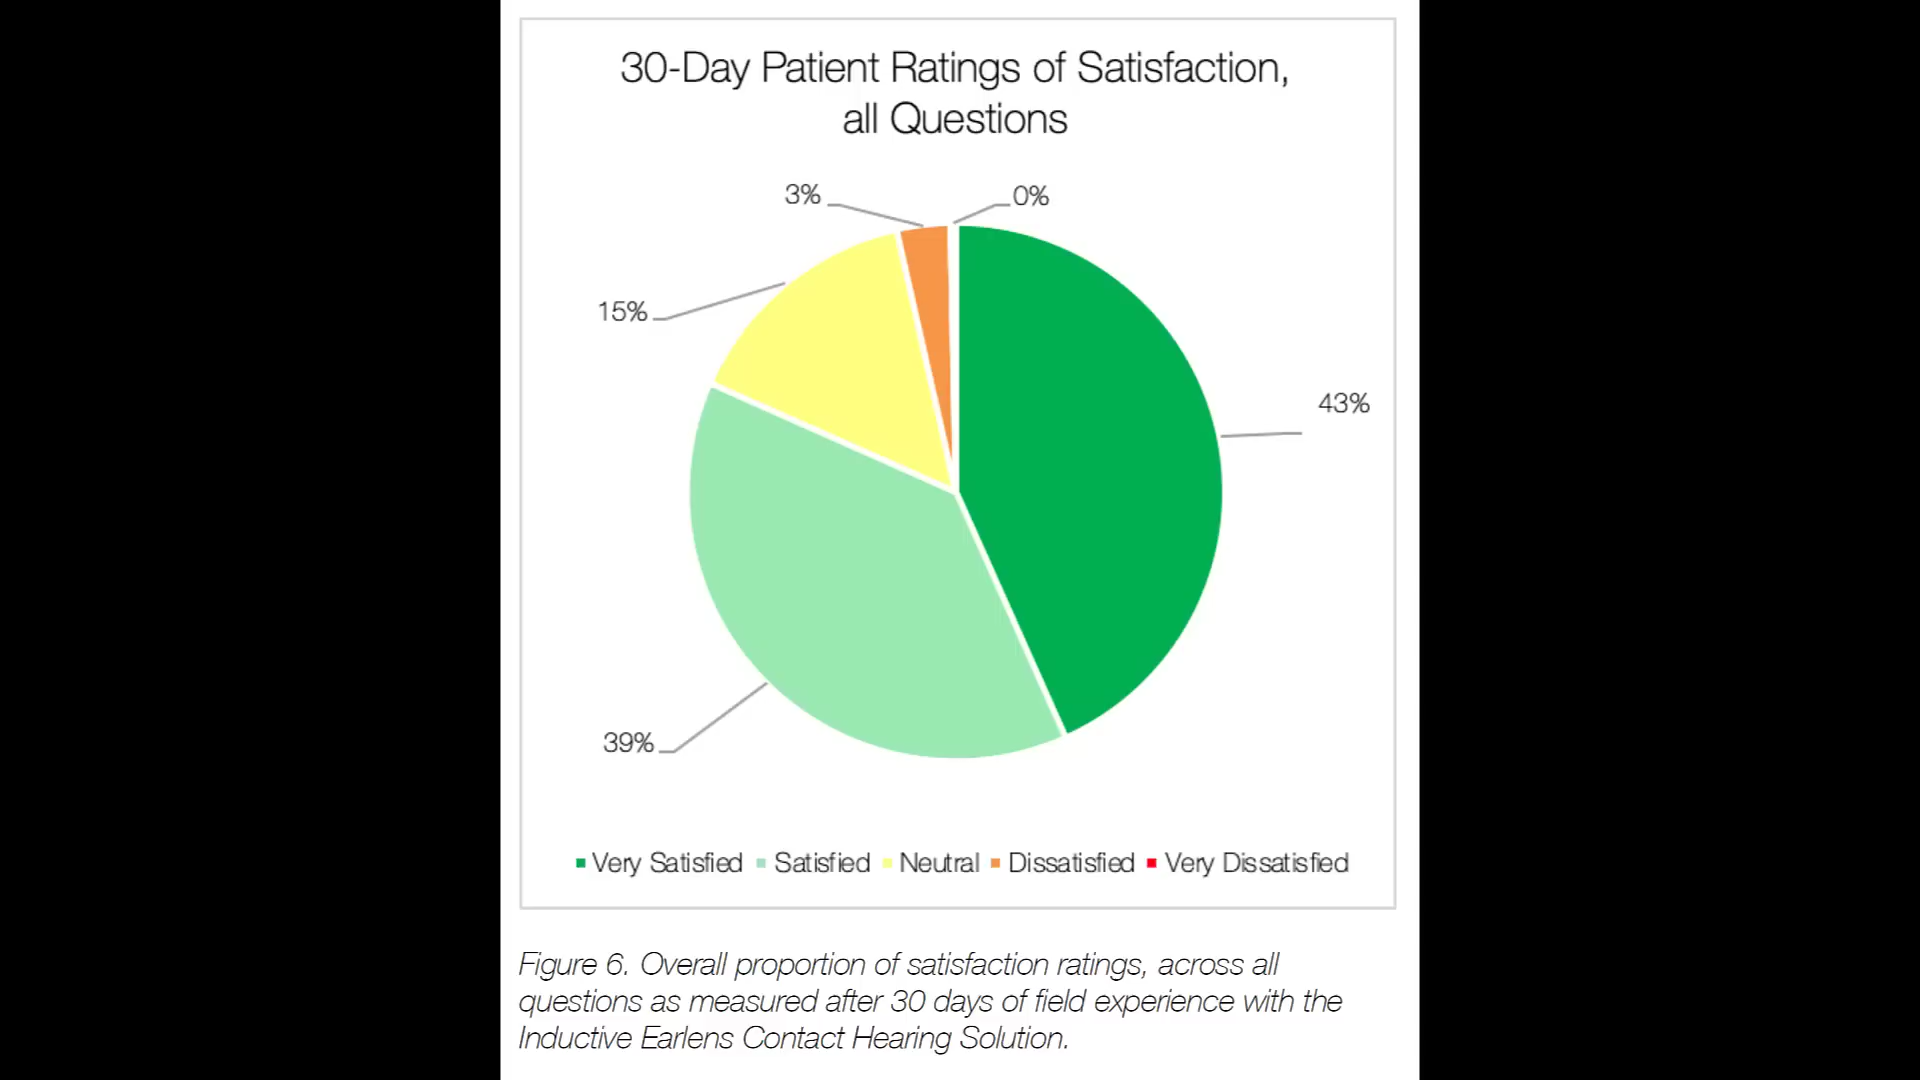 30-Day Patient Ratings of Satisfaction,
all Questions
3%
0%
15%
43%
39%
Very Satisfied Satisfied Neutral Dissatisfied Very Dissatisfied
Figure 6. Overall proportion of satisfaction ratings, across all
questions as measured after 30 days of field experience with the
Inductive Earlens Contact Hearing Solution.